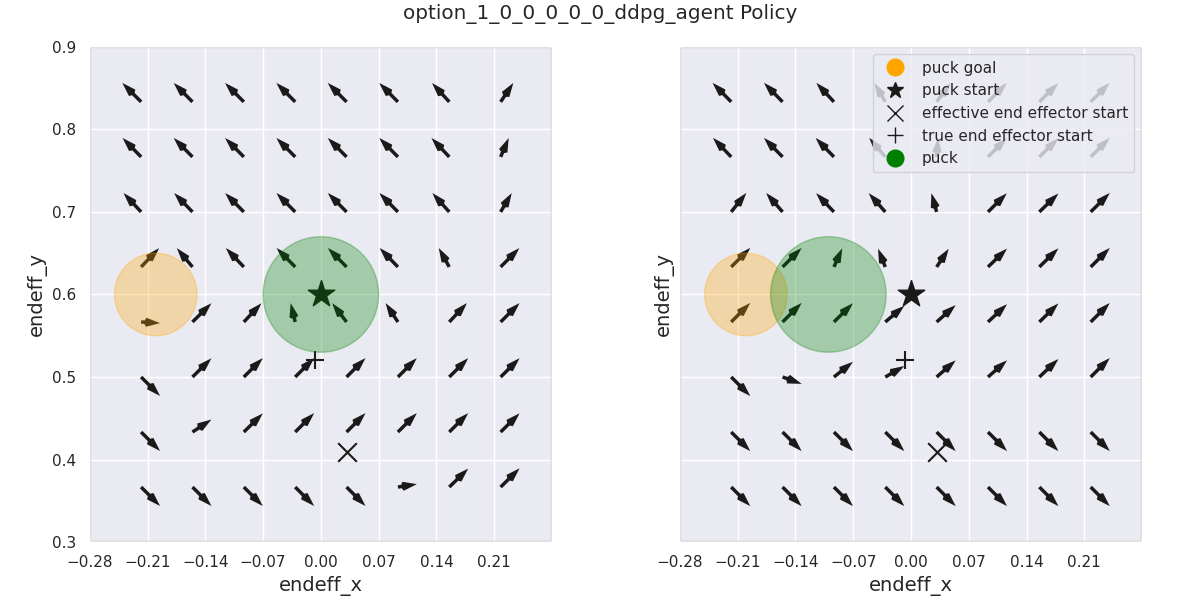 option_1_0_0_0_0_0_ddpg_agent Policy
endeff_y
0.9
0.8
0.7
0.6
0.5
0.4
0.3
−0.28 −0.21 −0.14 −0.07 0.00 0.07 0.14 0.21
endeff_x
endeff_y
puck goal
puck start
effective end effector start
true end effector start
puck
−0.28 −0.21 −0.14 −0.07 0.00 0.07 0.14 0.21
endeff_x